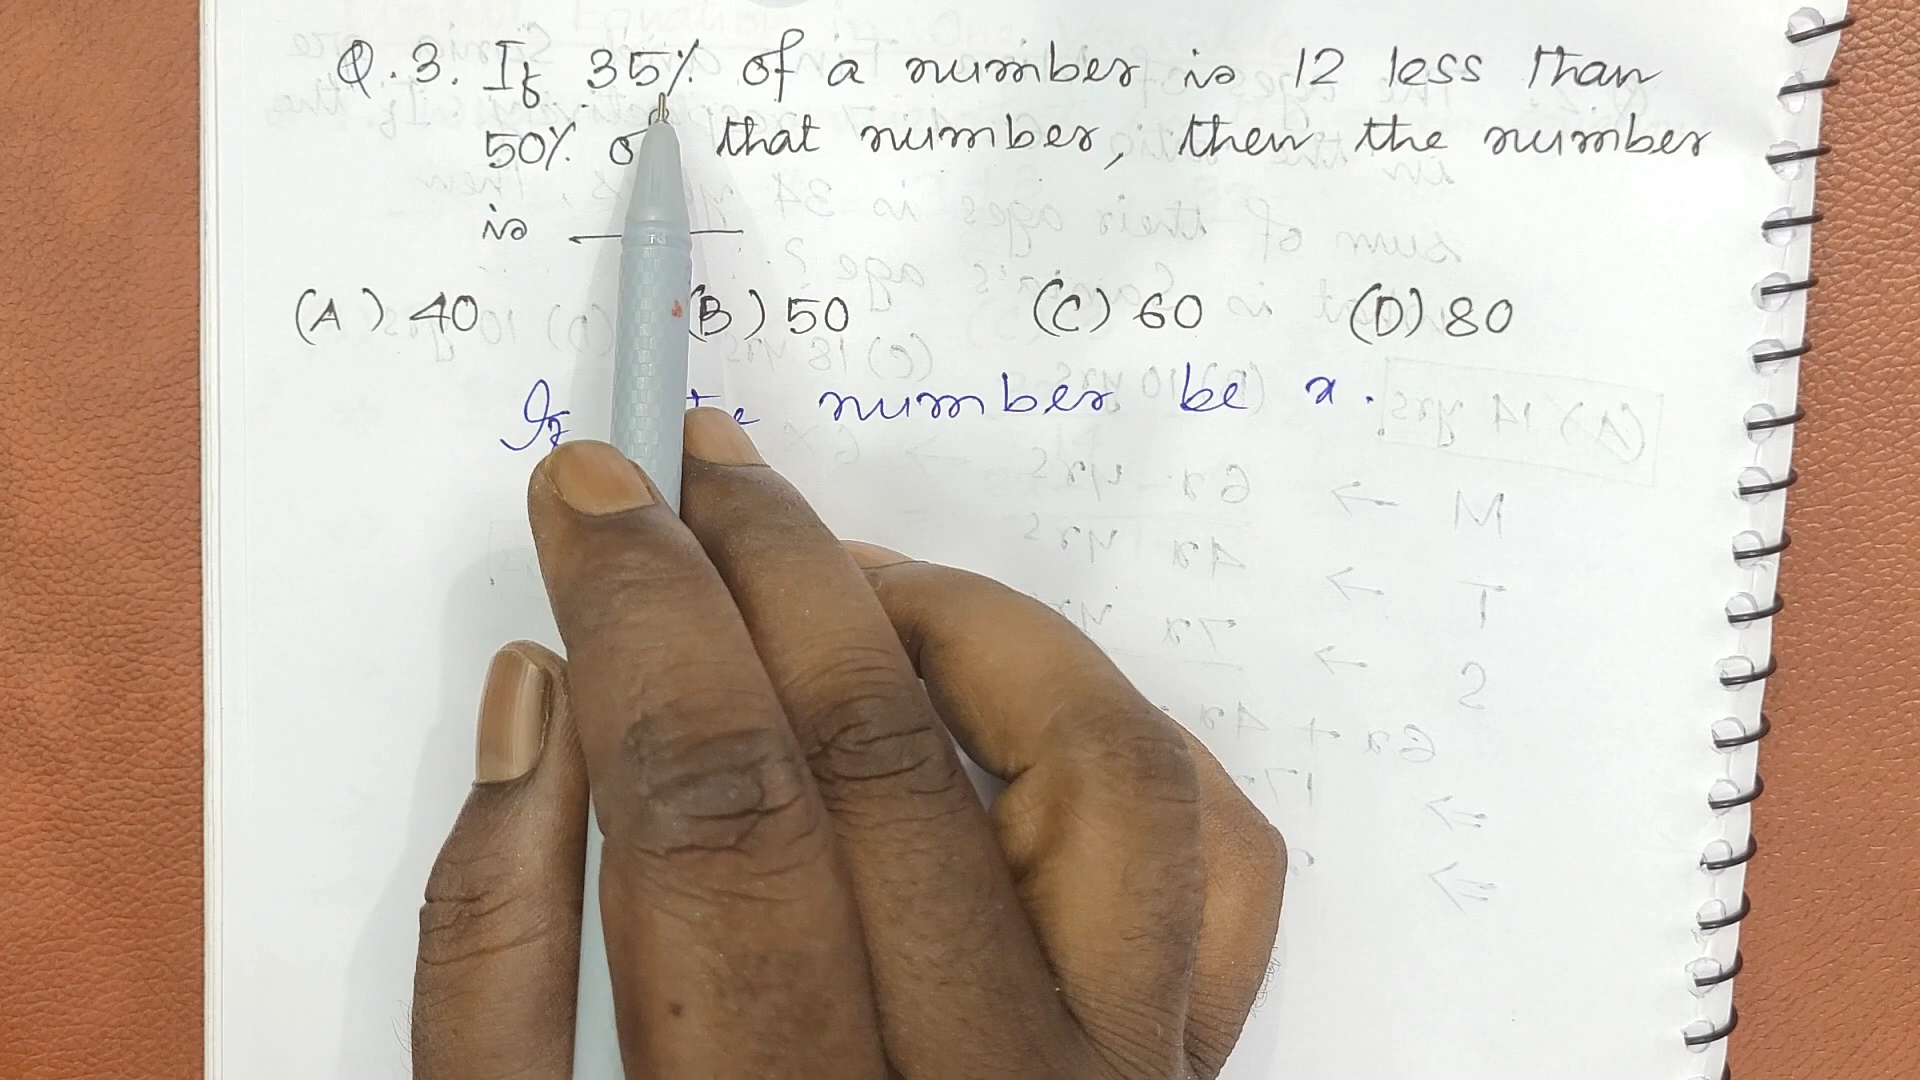 Q.3. If 35% of a number is 12 less than
50% of that number, then the number
is
(A) 40 (B) 50 (C) 60 (D) 80
number be x.